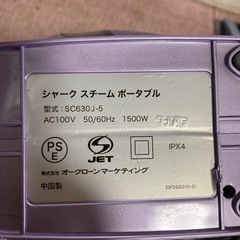 シャーク スチーム ポータブル
型式：SC630J-5
AC100V 50/60Hz 1500W
PS
E
JET
IPX4
株式会社 オークローンマーケティング
中国製